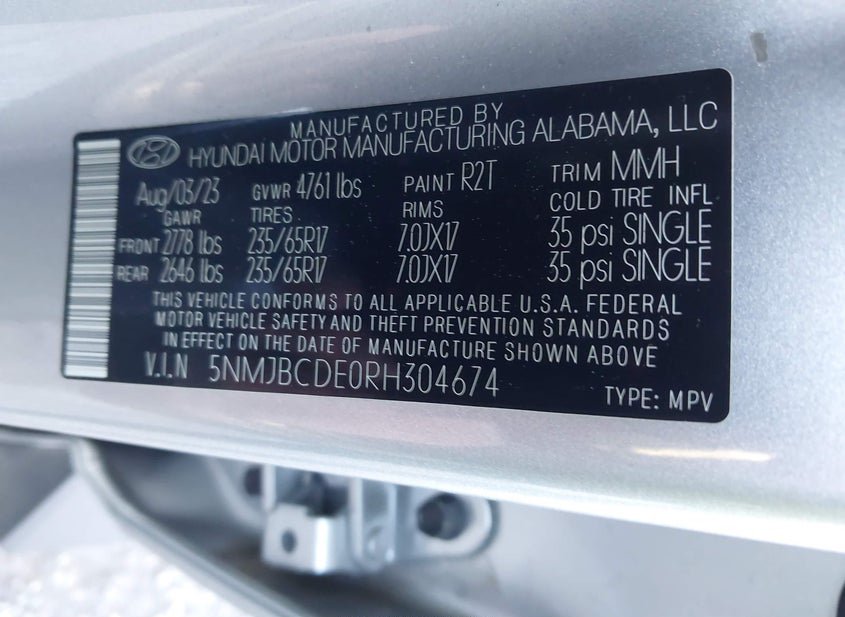 MANUFACTURED BY
HYUNDAI MOTOR MANUFACTURING ALABAMA, LLC
Aug/03/23 GVWR 4761 lbs PAINT R2T TRIM MMH
GAWR TIRES RIMS COLD TIRE INFL
FRONT 2778 lbs 235/65R17 7.0JX17 35 psi SINGLE
REAR 2646 lbs 235/65R17 7.0JX17 35 psi SINGLE
THIS VEHICLE CONFORMS TO ALL APPLICABLE U.S.A. FEDERAL
MOTOR VEHICLE SAFETY AND THEFT PREVENTION STANDARDS
IN EFFECT ON THE DATE OF MANUFACTURE SHOWN ABOVE
V.I.N 5NMJBCDE0RH304674 TYPE: MPV